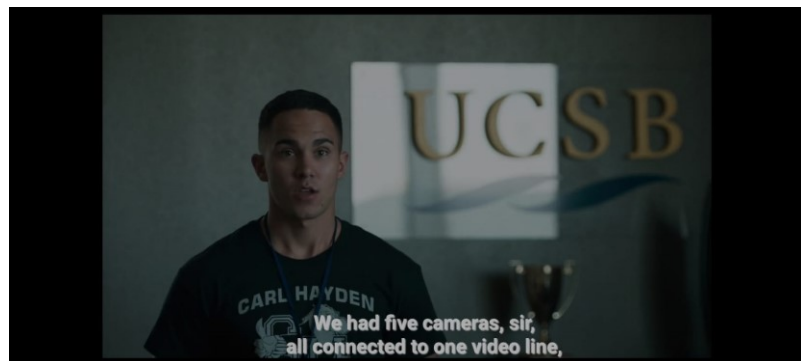 UCSB
CARL HAYDEN
We had five cameras, sir,
all connected to one video line,